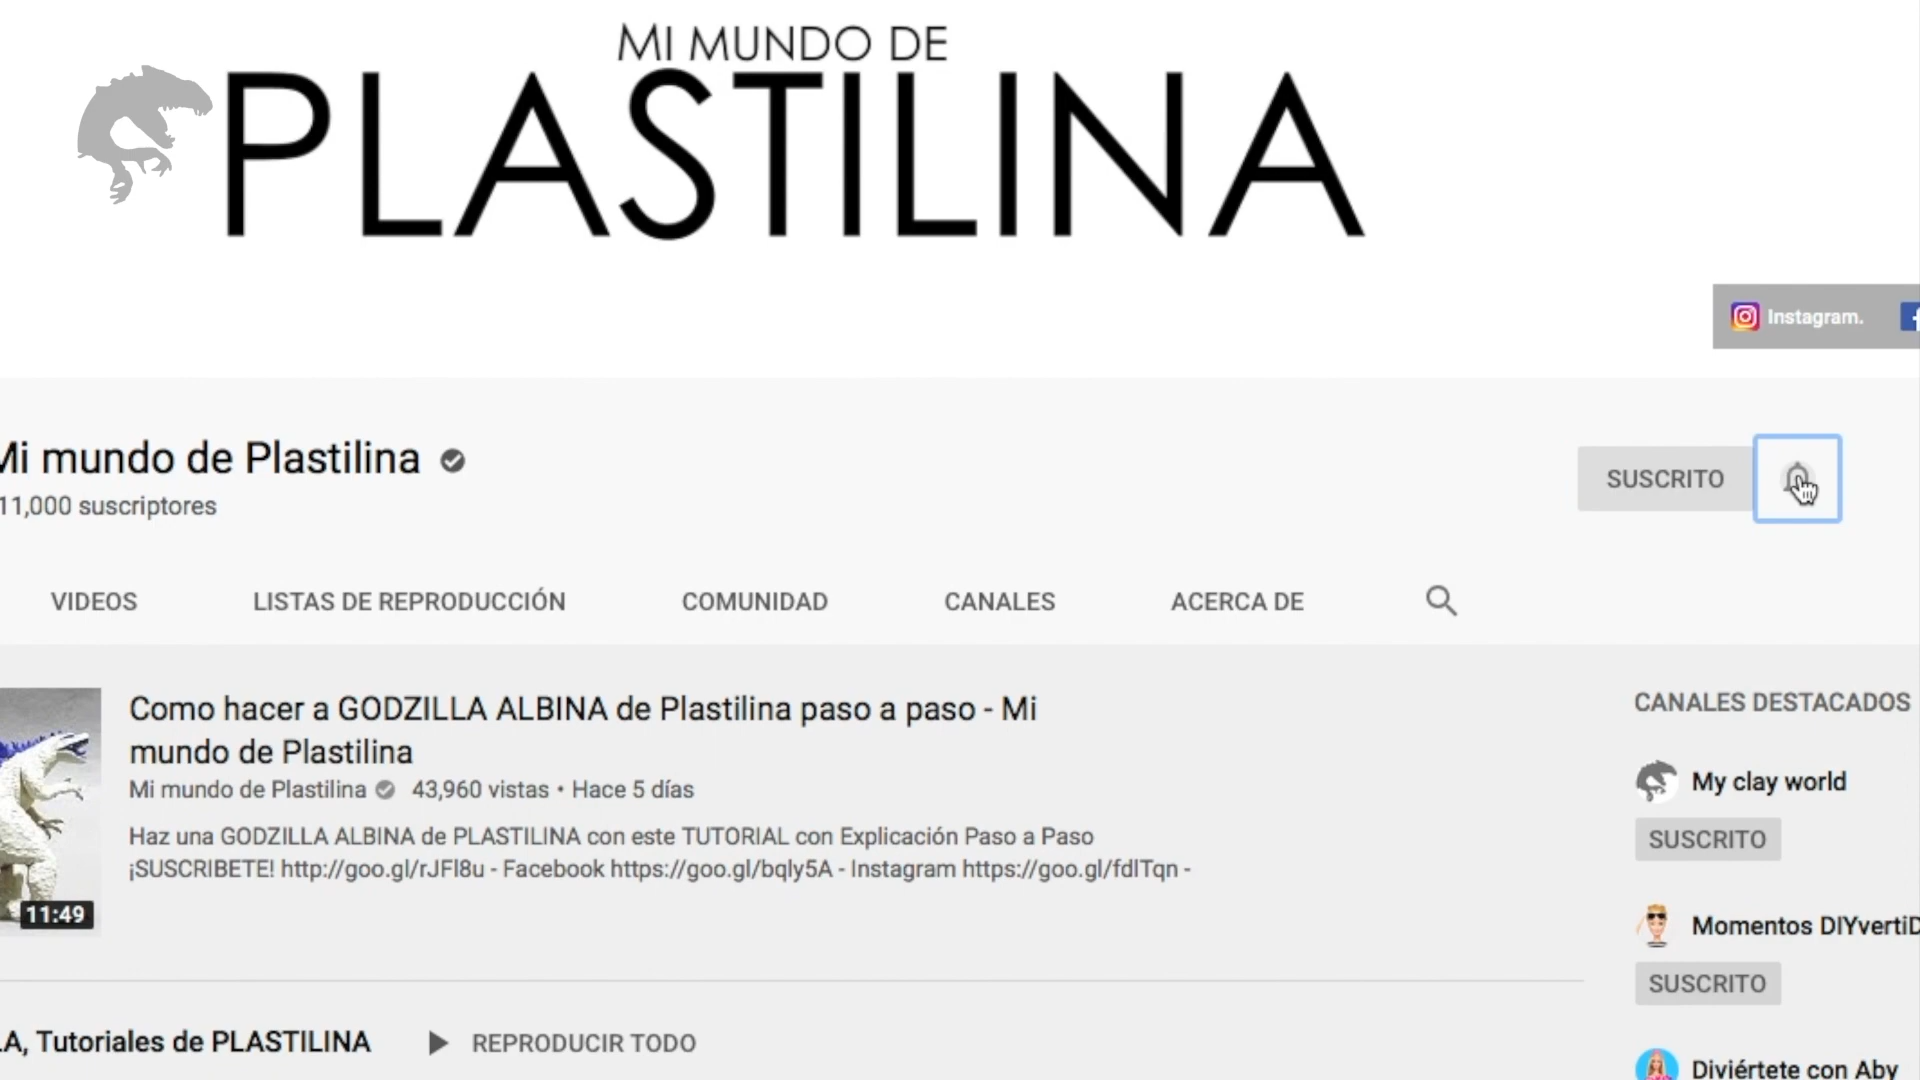 MI MUNDO DE
PLASTILINA
Instagram.
Mi mundo de Plastilina
11,000 suscriptores
SUSCRITO
VIDEOS
LISTAS DE REPRODUCCIÓN
COMUNIDAD
CANALES
ACERCA DE
Como hacer a GODZILLA ALBINA de Plastilina paso a paso - Mi
mundo de Plastilina
Mi mundo de Plastilina 43,960 vistas • Hace 5 días
Haz una GODZILLA ALBINA de PLASTILINA con este TUTORIAL con Explicación Paso a Paso
¡SUSCRIBETE! http://goo.gl/rJFl8u - Facebook https://goo.gl/bqly5A - Instagram https://goo.gl/fdlTqn -
11:49
LA, Tutoriales de PLASTILINA
REPRODUCIR TODO
CANALES DESTACADOS
My clay world
SUSCRITO
Momentos DIYvertiD
SUSCRITO
Diviértete con Aby